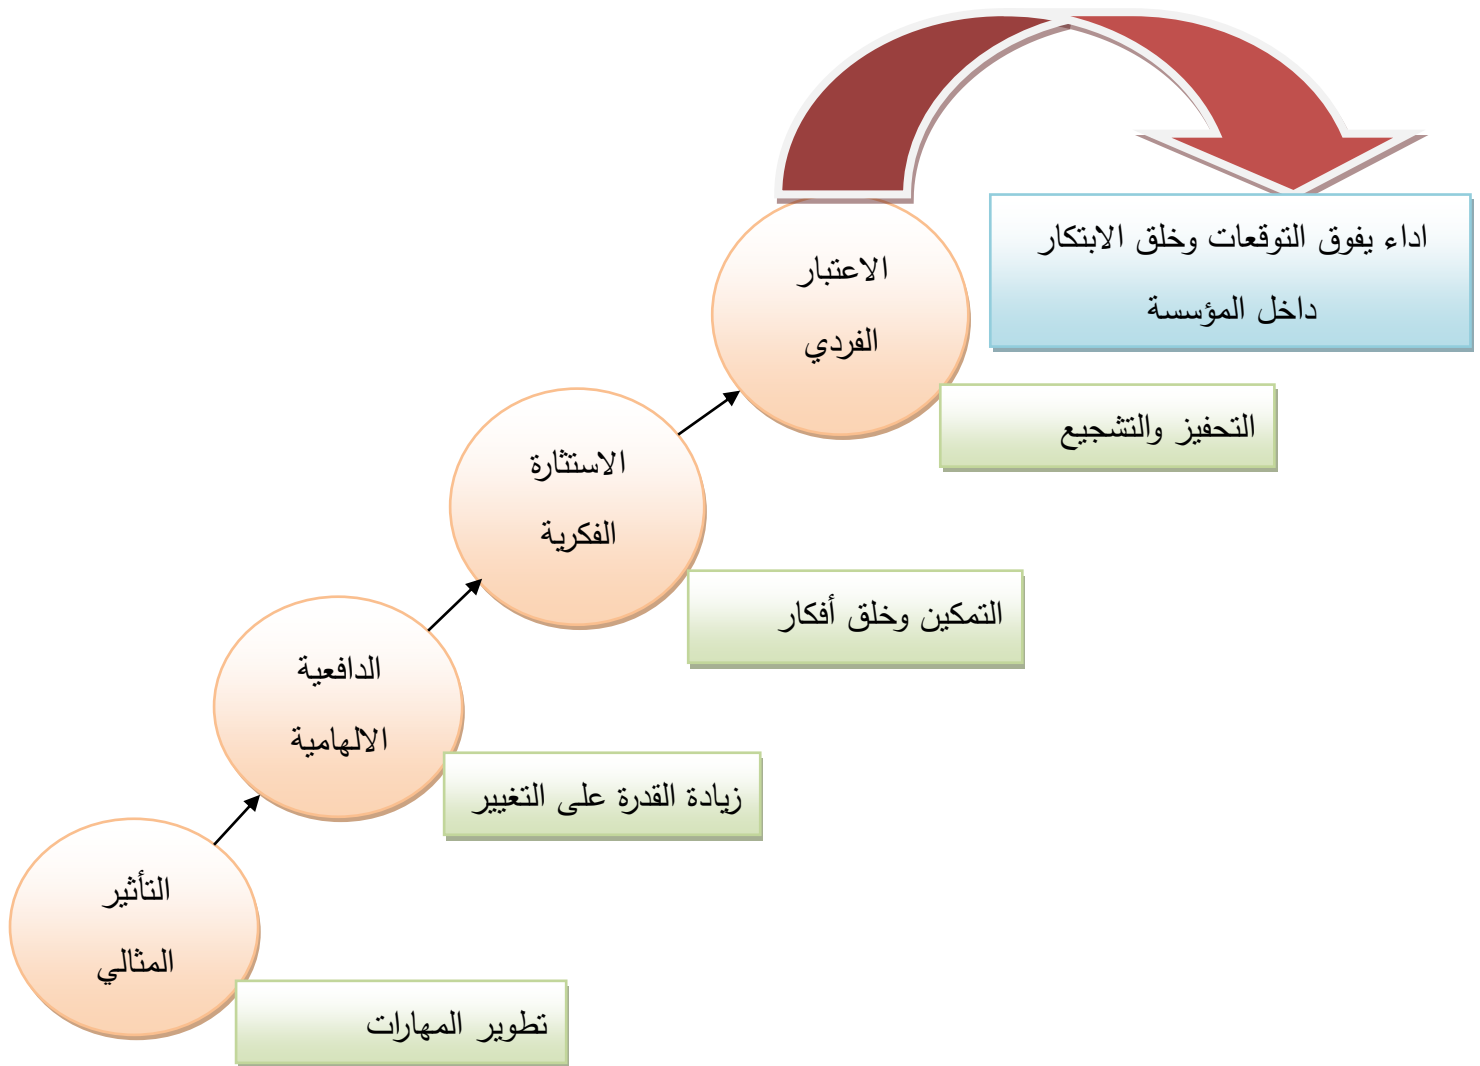 اداء يفوق التوقعات وخلق الابتكار
داخل المؤسسة
الاعتبار
الفردي
التحفيز والتشجيع
الاستثارة
الفكرية
التمكين وخلق أفكار
الدافعية
الالهامية
زيادة القدرة على التغيير
التأثير
المثالي
تطوير المهارات